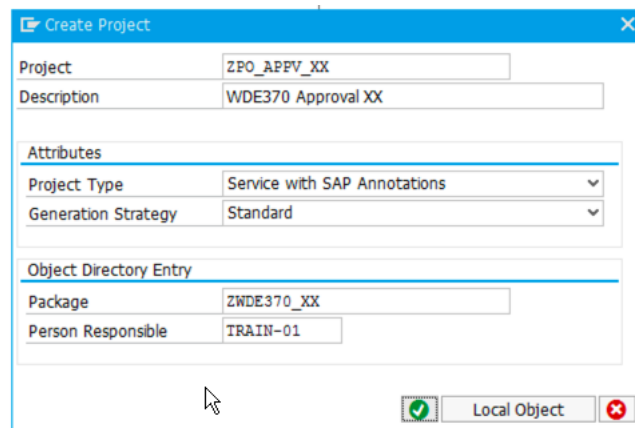 Create Project
Project ZPO_APPV_XX
Description WDE370 Approval XX
Attributes
Project Type Service with SAP Annotations
Generation Strategy Standard
Object Directory Entry
Package ZWDE370_XX
Person Responsible TRAIN-01
Local Object